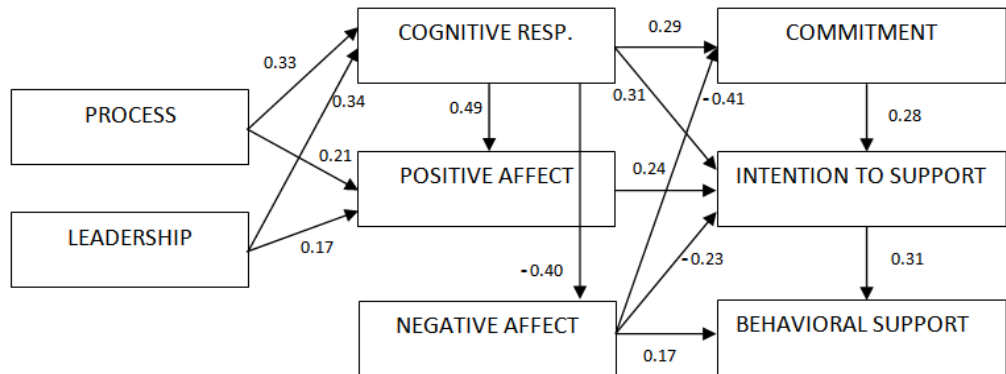 COGNITIVE RESP.
0.29
COMMITMENT
0.33
PROCESS
0.34
0.49
0.31
-0.41
0.28
0.21
POSITIVE AFFECT
0.24
INTENTION TO SUPPORT
LEADERSHIP
0.17
-0.40
-0.23
0.31
NEGATIVE AFFECT
0.17
BEHAVIORAL SUPPORT